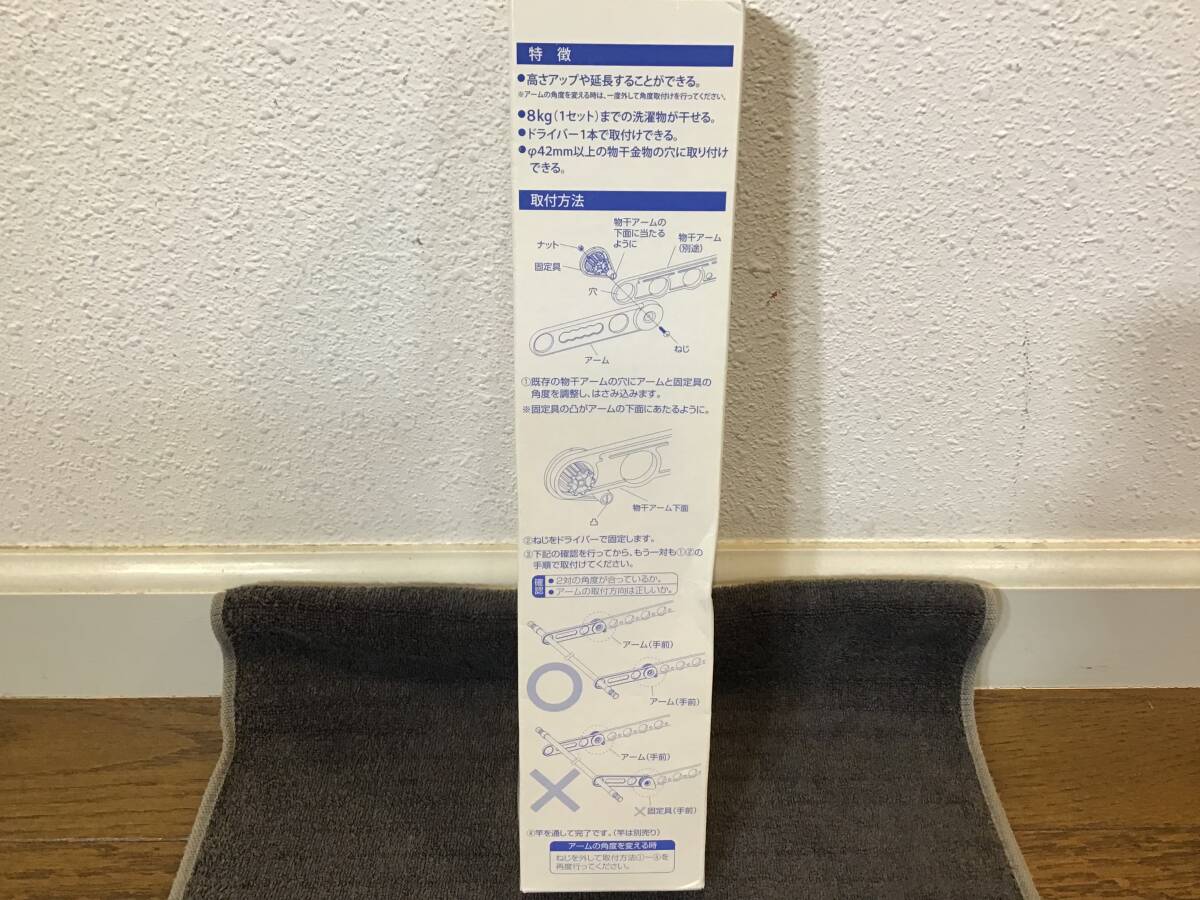 特徴
●高さアップや延長することができる。
※アームの角度を変える時は、一度外して角度取付けを行ってください。
●8kg(1セット)までの洗濯物が干せる。
●ドライバー1本で取付けできる。
●φ42mm以上の物干金物の穴に取り付け
できる。
取付方法
物干アームの
下面に当たる
ように
ナット
物干アーム
(別途)
固定具
穴
ねじ
アーム
①既存の物干アームの穴にアームと固定具の
角度を調整し、はさみ込みます。
※固定具の凸がアームの下面にあたるように。
物干アーム下面
凸
②ねじをドライバーで固定します。
③下記の確認を行ってから、もう一対も①②の
手順で取付けてください。
確認
●2対の角度が合っているか。
●アームの取付方向は正しいか。
アーム(手前)
アーム(手前)
アーム(手前)
×固定具(手前)
④竿を通して完了です。(竿は別売り)
アームの角度を変える時
ねじを外して取付方法①～④を
再度行ってください。